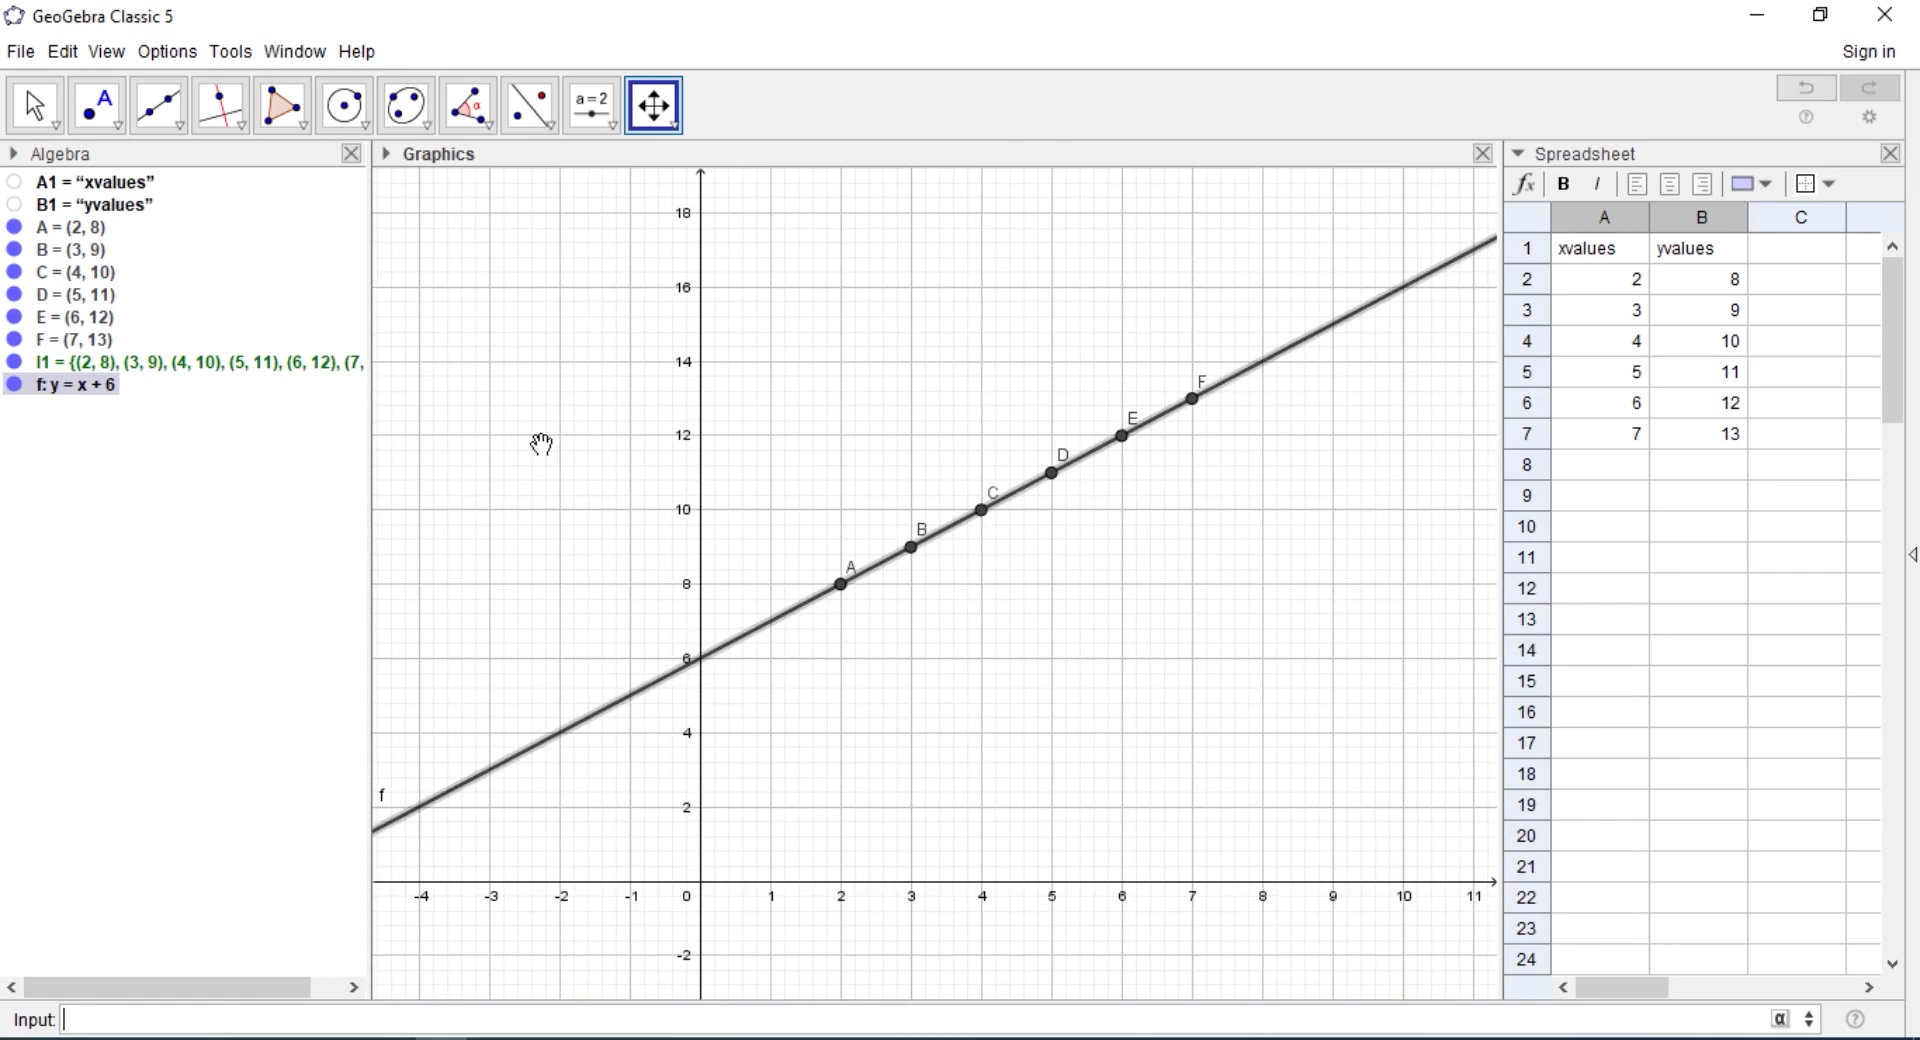 GeoGebra Classic 5
File Edit View Options Tools Window Help Sign in
A α a=2
Algebra Graphics Spreadsheet
fx B I
A1 = “xvalues”
B1 = “yvalues”
A = (2, 8)
B = (3, 9)
C = (4, 10)
D = (5, 11)
E = (6, 12)
F = (7, 13)
l1 = {(2, 8), (3, 9), (4, 10), (5, 11), (6, 12), (7,
f: y = x + 6
18
16
14
12
10
8
6
4
2
-2
-4 -3 -2 -1 0 1 2 3 4 5 6 7 8 9 10 11
A
B
C
D
E
F
f
A B C
1 xvalues yvalues
2 2 8
3 3 9
4 4 10
5 5 11
6 6 12
7 7 13
8
9
10
11
12
13
14
15
16
17
18
19
20
21
22
23
24
Input: α